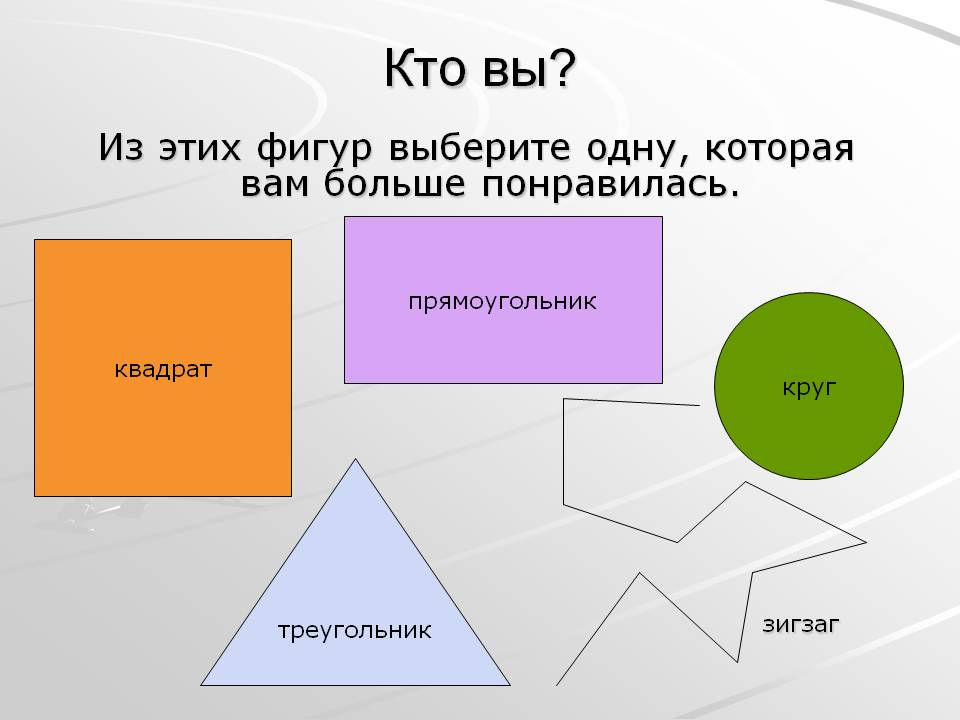 Кто вы?
Из этих фигур выберите одну, которая
вам больше понравилась.
прямоугольник
квадрат
круг
треугольник
зигзаг